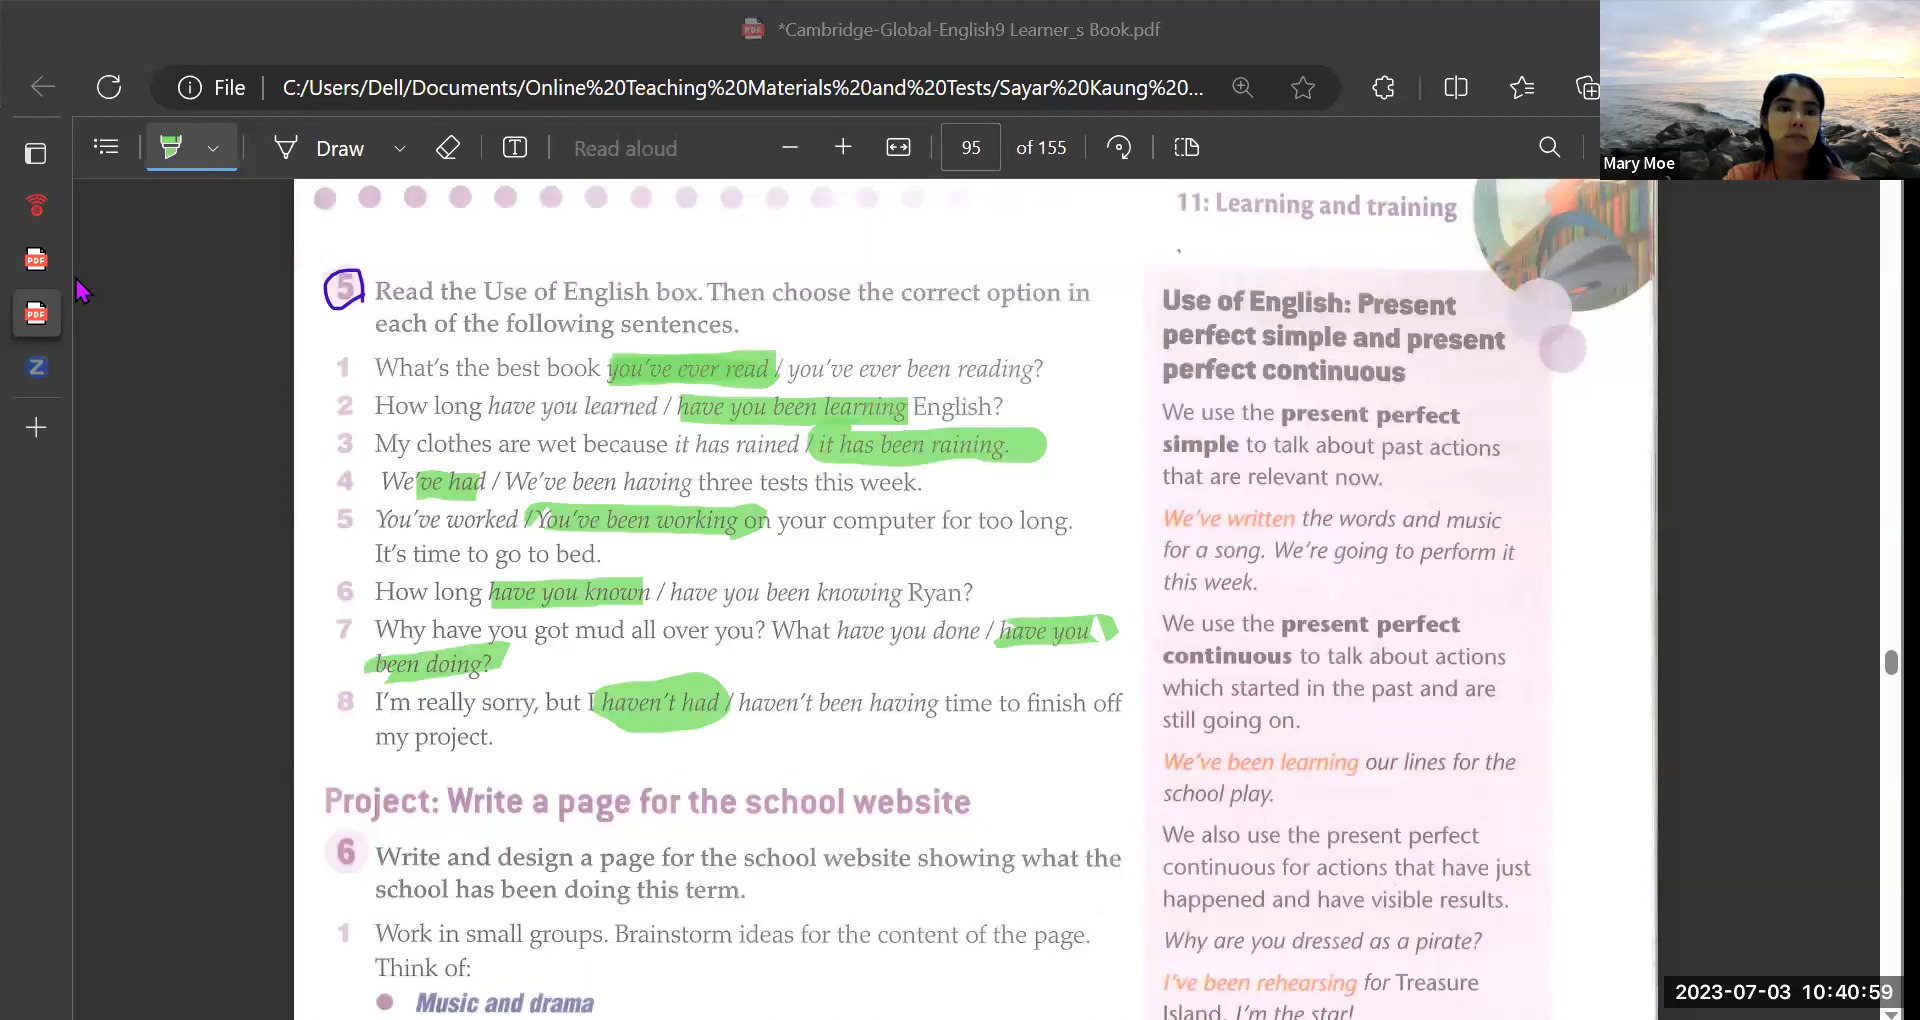 *Cambridge-Global-English9 Learner_s Book.pdf
File
C:/Users/Dell/Documents/Online%20Teaching%20Materials%20and%20Tests/Sayar%20Kaung%20...
Draw
Read aloud
95 of 155
Mary Moe
11: Learning and training
5 Read the Use of English box. Then choose the correct option in
each of the following sentences.
1 What's the best book you've ever read / you've ever been reading?
2 How long have you learned / have you been learning English?
3 My clothes are wet because it has rained / it has been raining.
4 We've had / We've been having three tests this week.
5 You've worked / You've been working on your computer for too long.
It's time to go to bed.
6 How long have you known / have you been knowing Ryan?
7 Why have you got mud all over you? What have you done / have you
been doing?
8 I'm really sorry, but I haven't had / haven't been having time to finish off
my project.
Project: Write a page for the school website
6 Write and design a page for the school website showing what the
school has been doing this term.
1 Work in small groups. Brainstorm ideas for the content of the page.
Think of:
Music and drama
Use of English: Present
perfect simple and present
perfect continuous
We use the present perfect
simple to talk about past actions
that are relevant now.
We've written the words and music
for a song. We're going to perform it
this week.
We use the present perfect
continuous to talk about actions
which started in the past and are
still going on.
We've been learning our lines for the
school play.
We also use the present perfect
continuous for actions that have just
happened and have visible results.
Why are you dressed as a pirate?
I've been rehearsing for Treasure
Island. I'm the star!
2023-07-03 10:40:59